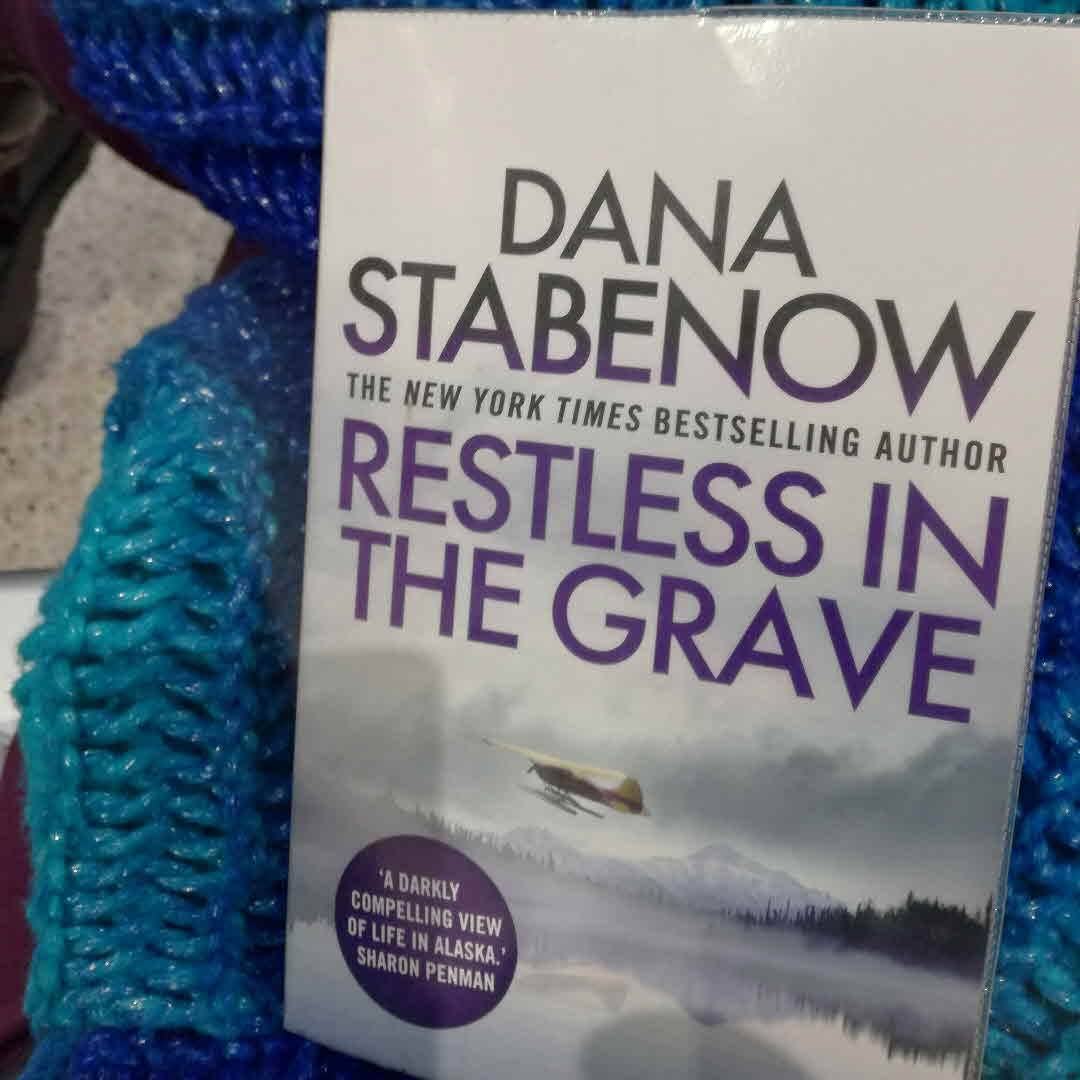 DANA
STABENOW
THE NEW YORK TIMES BESTSELLING AUTHOR
RESTLESS IN
THE GRAVE
‘A DARKLY
COMPELLING VIEW
OF LIFE IN ALASKA.’
SHARON PENMAN